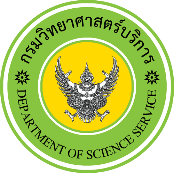 กรมวิทยาศาสตร์บริการ
DEPARTMENT OF SCIENCE SERVICE